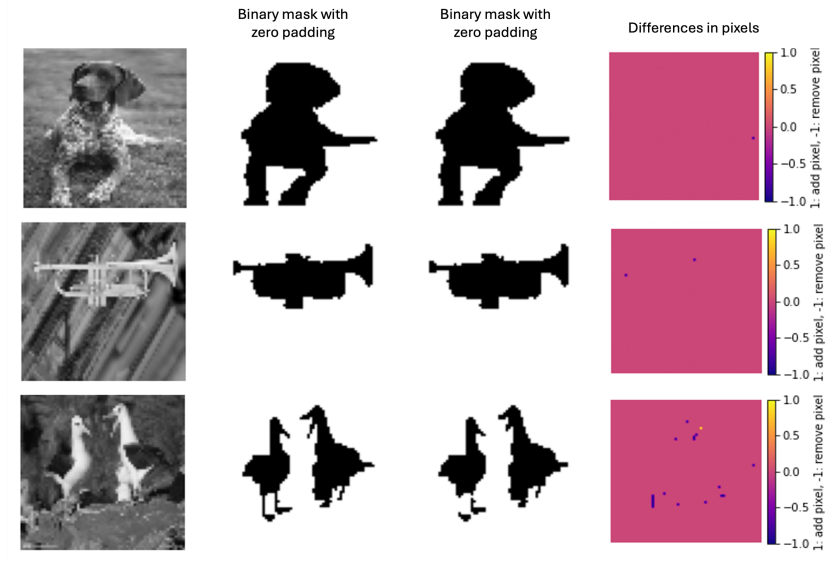 Binary mask with
zero padding
Binary mask with
zero padding
Differences in pixels
1.0
0.5
0.0
−0.5
−1.0
1: add pixel, -1: remove pixel
1.0
0.5
0.0
−0.5
−1.0
1: add pixel, -1: remove pixel
1.0
0.5
0.0
−0.5
−1.0
1: add pixel, -1: remove pixel